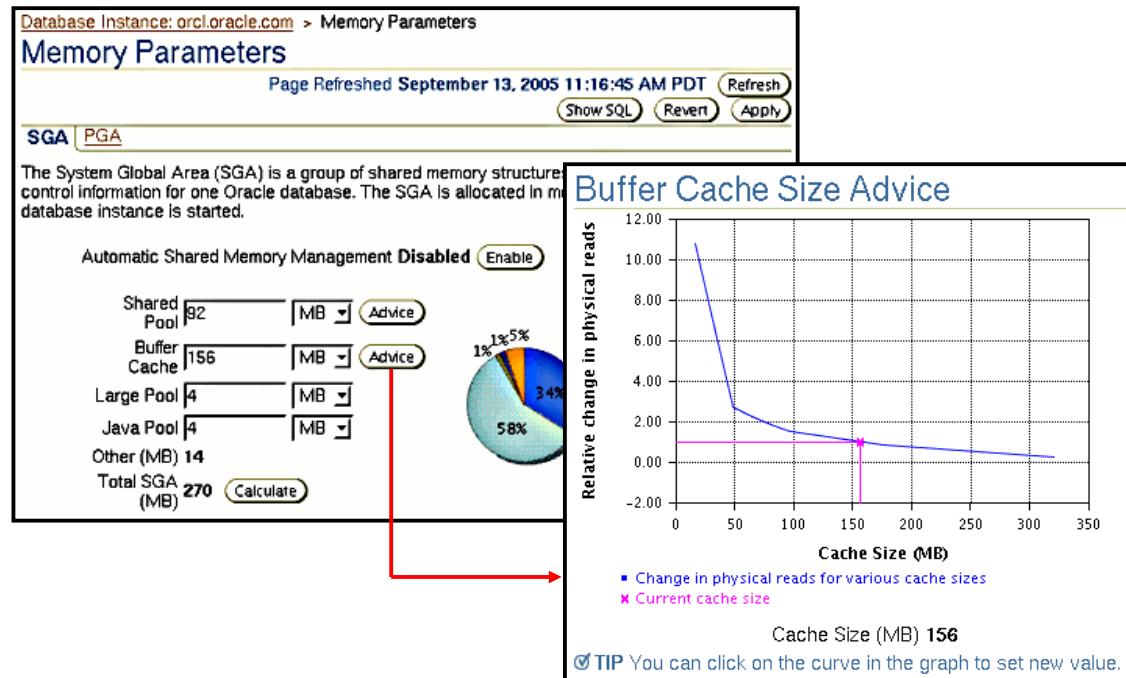 Database Instance: orcl.oracle.com > Memory Parameters
Memory Parameters
Page Refreshed September 13, 2005 11:16:45 AM PDT Refresh
Show SQL Revert Apply
SGA PGA
The System Global Area (SGA) is a group of shared memory structures
control information for one Oracle database. The SGA is allocated in
database instance is started.
Automatic Shared Memory Management Disabled Enable
Shared Pool 92 MB Advice
Buffer Cache 156 MB Advice
Large Pool 4 MB
Java Pool 4 MB
Other (MB) 14
Total SGA (MB) 270 Calculate
1% 1% 5%
34%
58%
Buffer Cache Size Advice
Relative change in physical reads
12.00
10.00
8.00
6.00
4.00
2.00
0.00
-2.00
0 50 100 150 200 250 300 350
Cache Size (MB)
Change in physical reads for various cache sizes
Current cache size
Cache Size (MB) 156
TIP You can click on the curve in the graph to set new value.